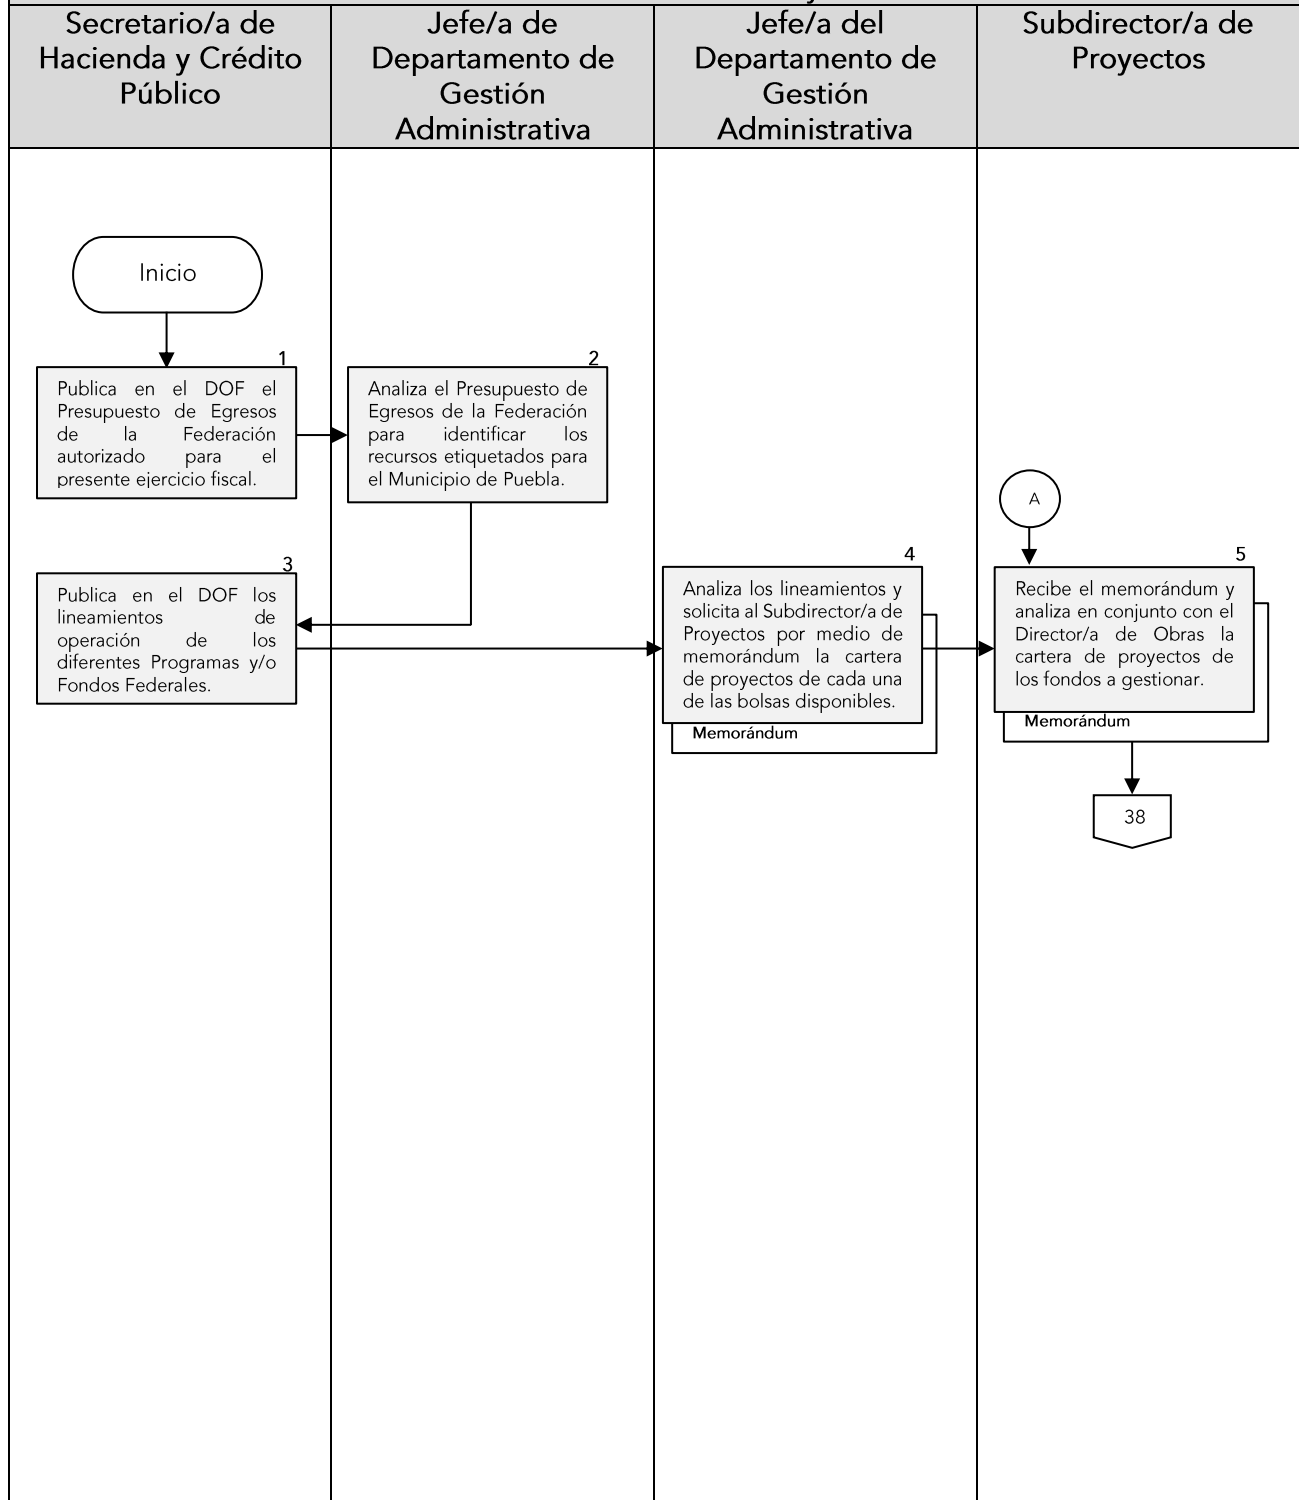 Secretario/a de
Hacienda y Crédito
Público
Jefe/a de
Departamento de
Gestión
Administrativa
Jefe/a del
Departamento de
Gestión
Administrativa
Subdirector/a de
Proyectos
Inicio
1
Publica en el DOF el
Presupuesto de Egresos
de la Federación
autorizado para el
presente ejercicio fiscal.
2
Analiza el Presupuesto de
Egresos de la Federación
para identificar los
recursos etiquetados para
el Municipio de Puebla.
3
Publica en el DOF los
lineamientos de
operación de los
diferentes Programas y/o
Fondos Federales.
4
Analiza los lineamientos y
solicita al Subdirector/a de
Proyectos por medio de
memorándum la cartera
de proyectos de cada una
de las bolsas disponibles.
Memorándum
A
5
Recibe el memorándum y
analiza en conjunto con el
Director/a de Obras la
cartera de proyectos de
los fondos a gestionar.
Memorándum
38